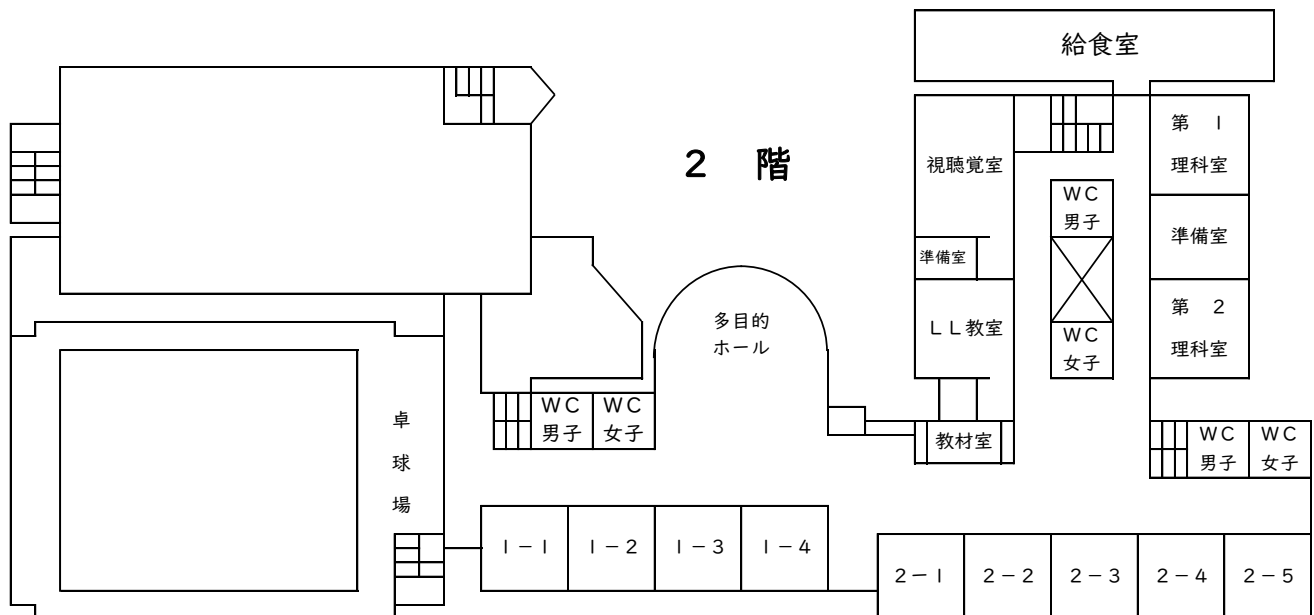 給食室
2 階
第 1
理科室
視聴覚室
WC
男子
準備室
準備室
多目的
ホール
LL教室
第 2
理科室
WC
女子
卓
球
場
WC
男子
WC
女子
教材室
WC
男子
WC
女子
1-1
1-2
1-3
1-4
2-1
2-2
2-3
2-4
2-5